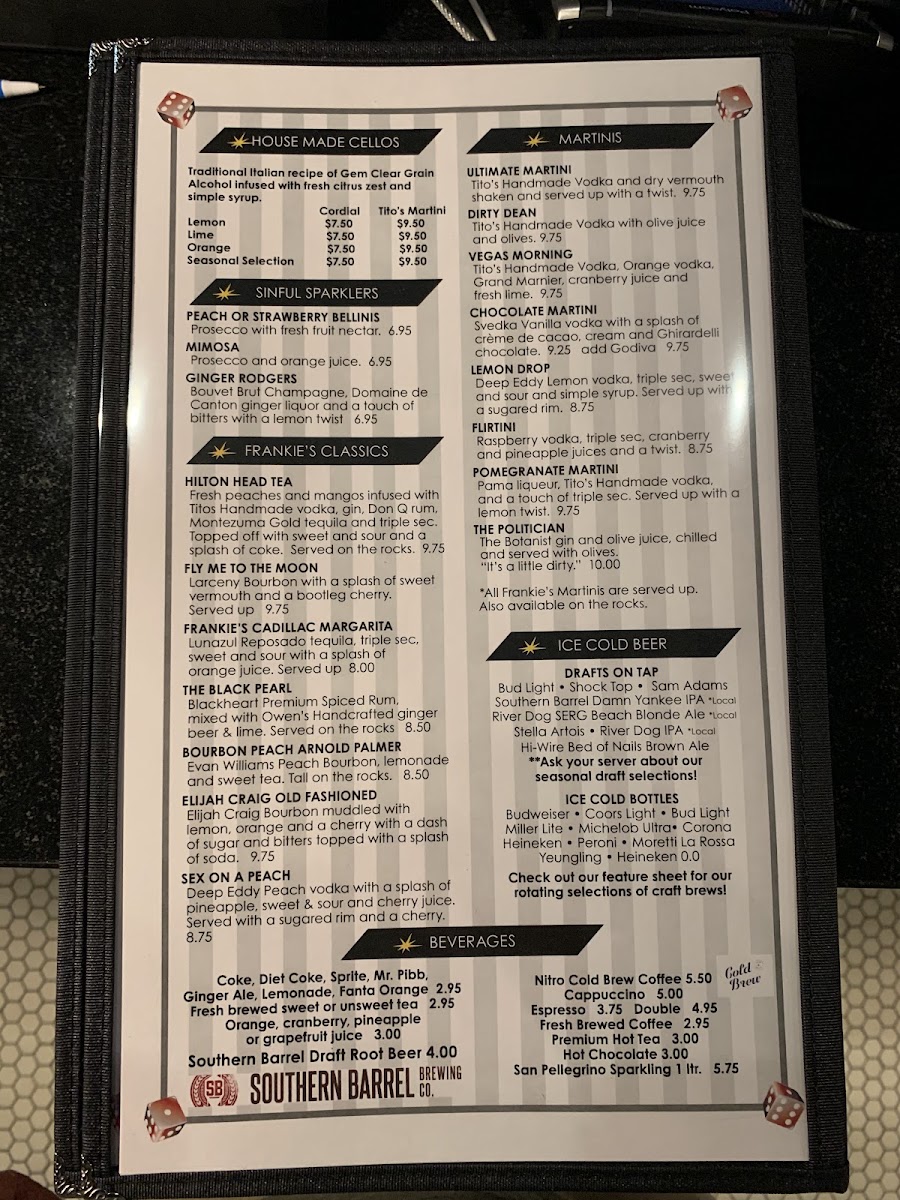 HOUSE MADE CELLOS
Traditional Italian recipe of Gem Clear Grain
Alcohol infused with fresh citrus zest and
simple syrup.
Cordial Tito's Martini
Lemon $7.50 $9.50
Lime $7.50 $9.50
Orange $7.50 $9.50
Seasonal Selection $7.50 $9.50
SINFUL SPARKLERS
PEACH OR STRAWBERRY BELLINIS
Prosecco with fresh fruit nectar. 6.95
MIMOSA
Prosecco and orange juice. 6.95
GINGER RODGERS
Bouvet Brut Champagne, Domaine de
Canton ginger liquor and a touch of
bitters with a lemon twist 6.95
FRANKIE'S CLASSICS
HILTON HEAD TEA
Fresh peaches and mangos infused with
Titos Handmade vodka, gin, Don Q rum,
Montezuma Gold tequila and triple sec.
Topped off with sweet and sour and a
splash of coke. Served on the rocks. 9.75
FLY ME TO THE MOON
Larceny Bourbon with a splash of sweet
vermouth and a bootleg cherry.
Served up 9.75
FRANKIE'S CADILLAC MARGARITA
Lunazul Reposado tequila, triple sec,
sweet and sour with a splash of
orange juice. Served up 8.00
THE BLACK PEARL
Blackheart Premium Spiced Rum,
mixed with Owen's Handcrafted ginger
beer & lime. Served on the rocks 8.50
BOURBON PEACH ARNOLD PALMER
Evan Williams Peach Bourbon, lemonade
and sweet tea. Tall on the rocks. 8.50
ELIJAH CRAIG OLD FASHIONED
Elijah Craig Bourbon muddled with
lemon, orange and a cherry with a dash
of sugar and bitters topped with a splash
of soda. 9.75
SEX ON A PEACH
Deep Eddy Peach vodka with a splash of
pineapple, sweet & sour and cherry juice.
Served with a sugared rim and a cherry.
8.75
MARTINIS
ULTIMATE MARTINI
Tito's Handmade Vodka and dry vermouth
shaken and served up with a twist. 9.75
DIRTY DEAN
Tito's Handmade Vodka with olive juice
and olives. 9.75
VEGAS MORNING
Tito's Handmade Vodka, Orange vodka,
Grand Marnier, cranberry juice and
fresh lime. 9.75
CHOCOLATE MARTINI
Svedka Vanilla vodka with a splash of
crème de cacao, cream and Ghirardelli
chocolate. 9.25 add Godiva 9.75
LEMON DROP
Deep Eddy Lemon vodka, triple sec, sweet
and sour and simple syrup. Served up with
a sugared rim. 8.75
FLIRTINI
Raspberry vodka, triple sec, cranberry
and pineapple juices and a twist. 8.75
POMEGRANATE MARTINI
Pama liqueur, Tito's Handmade vodka,
and a touch of triple sec. Served up with a
lemon twist. 9.75
THE POLITICIAN
The Botanist gin and olive juice, chilled
and served with olives.
"It's a little dirty." 10.00
*All Frankie's Martinis are served up.
Also available on the rocks.
ICE COLD BEER
DRAFTS ON TAP
Bud Light • Shock Top • Sam Adams
Southern Barrel Damn Yankee IPA *Local
River Dog SERG Beach Blonde Ale *Local
Stella Artois • River Dog IPA *Local
Hi-Wire Bed of Nails Brown Ale
**Ask your server about our
seasonal draft selections!
ICE COLD BOTTLES
Budweiser • Coors Light • Bud Light
Miller Lite • Michelob Ultra• Corona
Heineken • Peroni • Moretti La Rossa
Yeungling • Heineken 0.0
Check out our feature sheet for our
rotating selections of craft brews!
BEVERAGES
Coke, Diet Coke, Sprite, Mr. Pibb,
Ginger Ale, Lemonade, Fanta Orange 2.95
Fresh brewed sweet or unsweet tea 2.95
Orange, cranberry, pineapple
or grapefruit juice 3.00
Southern Barrel Draft Root Beer 4.00
SB SOUTHERN BARREL BREWING CO.
Nitro Cold Brew Coffee 5.50
Cold Brew
Cappuccino 5.00
Espresso 3.75 Double 4.95
Fresh Brewed Coffee 2.95
Premium Hot Tea 3.00
Hot Chocolate 3.00
San Pellegrino Sparkling 1 ltr. 5.75